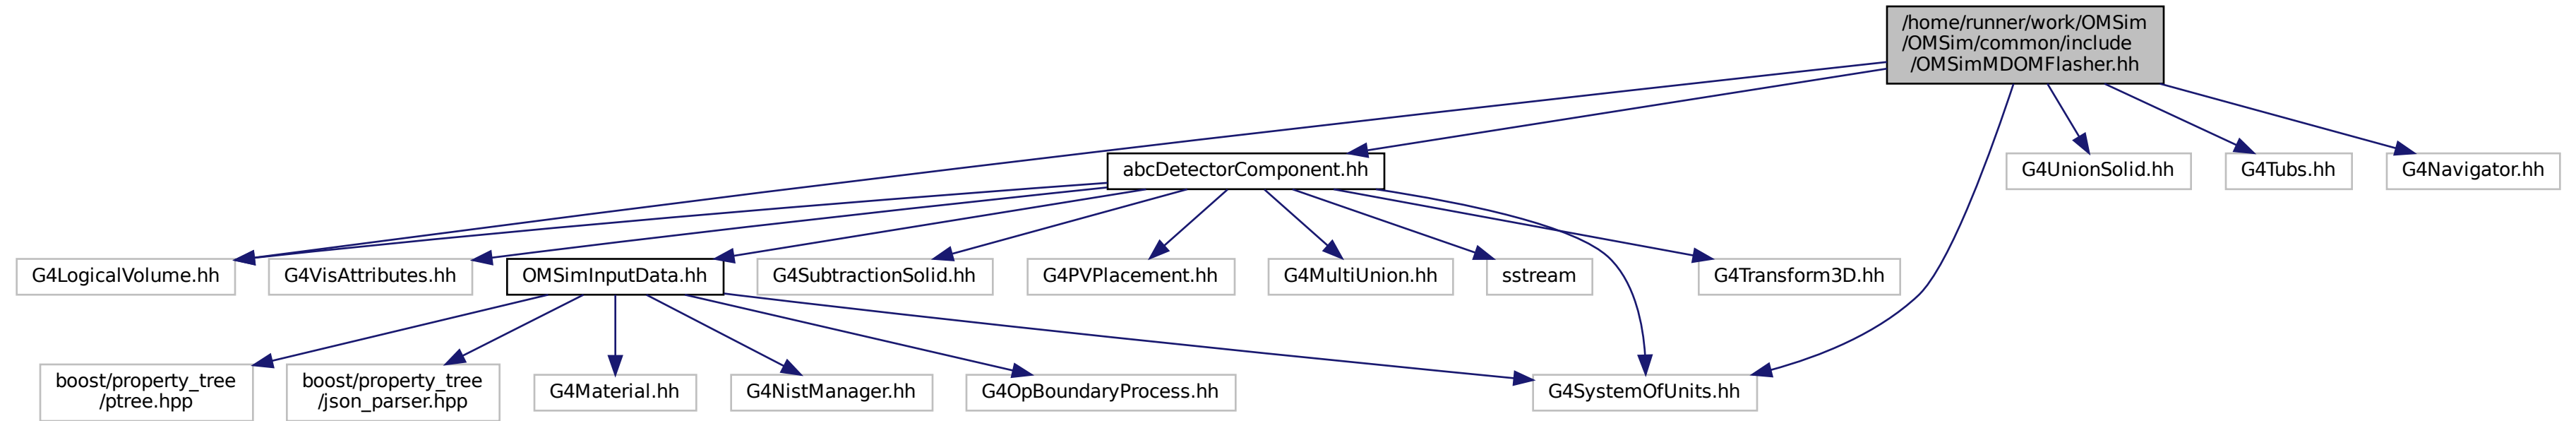 /home/runner/work/OMSim
/OMSim/common/include
/OMSimMDOMFlasher.hh
abcDetectorComponent.hh
G4UnionSolid.hh
G4Tubs.hh
G4Navigator.hh
G4LogicalVolume.hh
G4VisAttributes.hh
OMSimInputData.hh
G4SubtractionSolid.hh
G4PVPlacement.hh
G4MultiUnion.hh
sstream
G4Transform3D.hh
boost/property_tree
/ptree.hpp
boost/property_tree
/json_parser.hpp
G4Material.hh
G4NistManager.hh
G4OpBoundaryProcess.hh
G4SystemOfUnits.hh